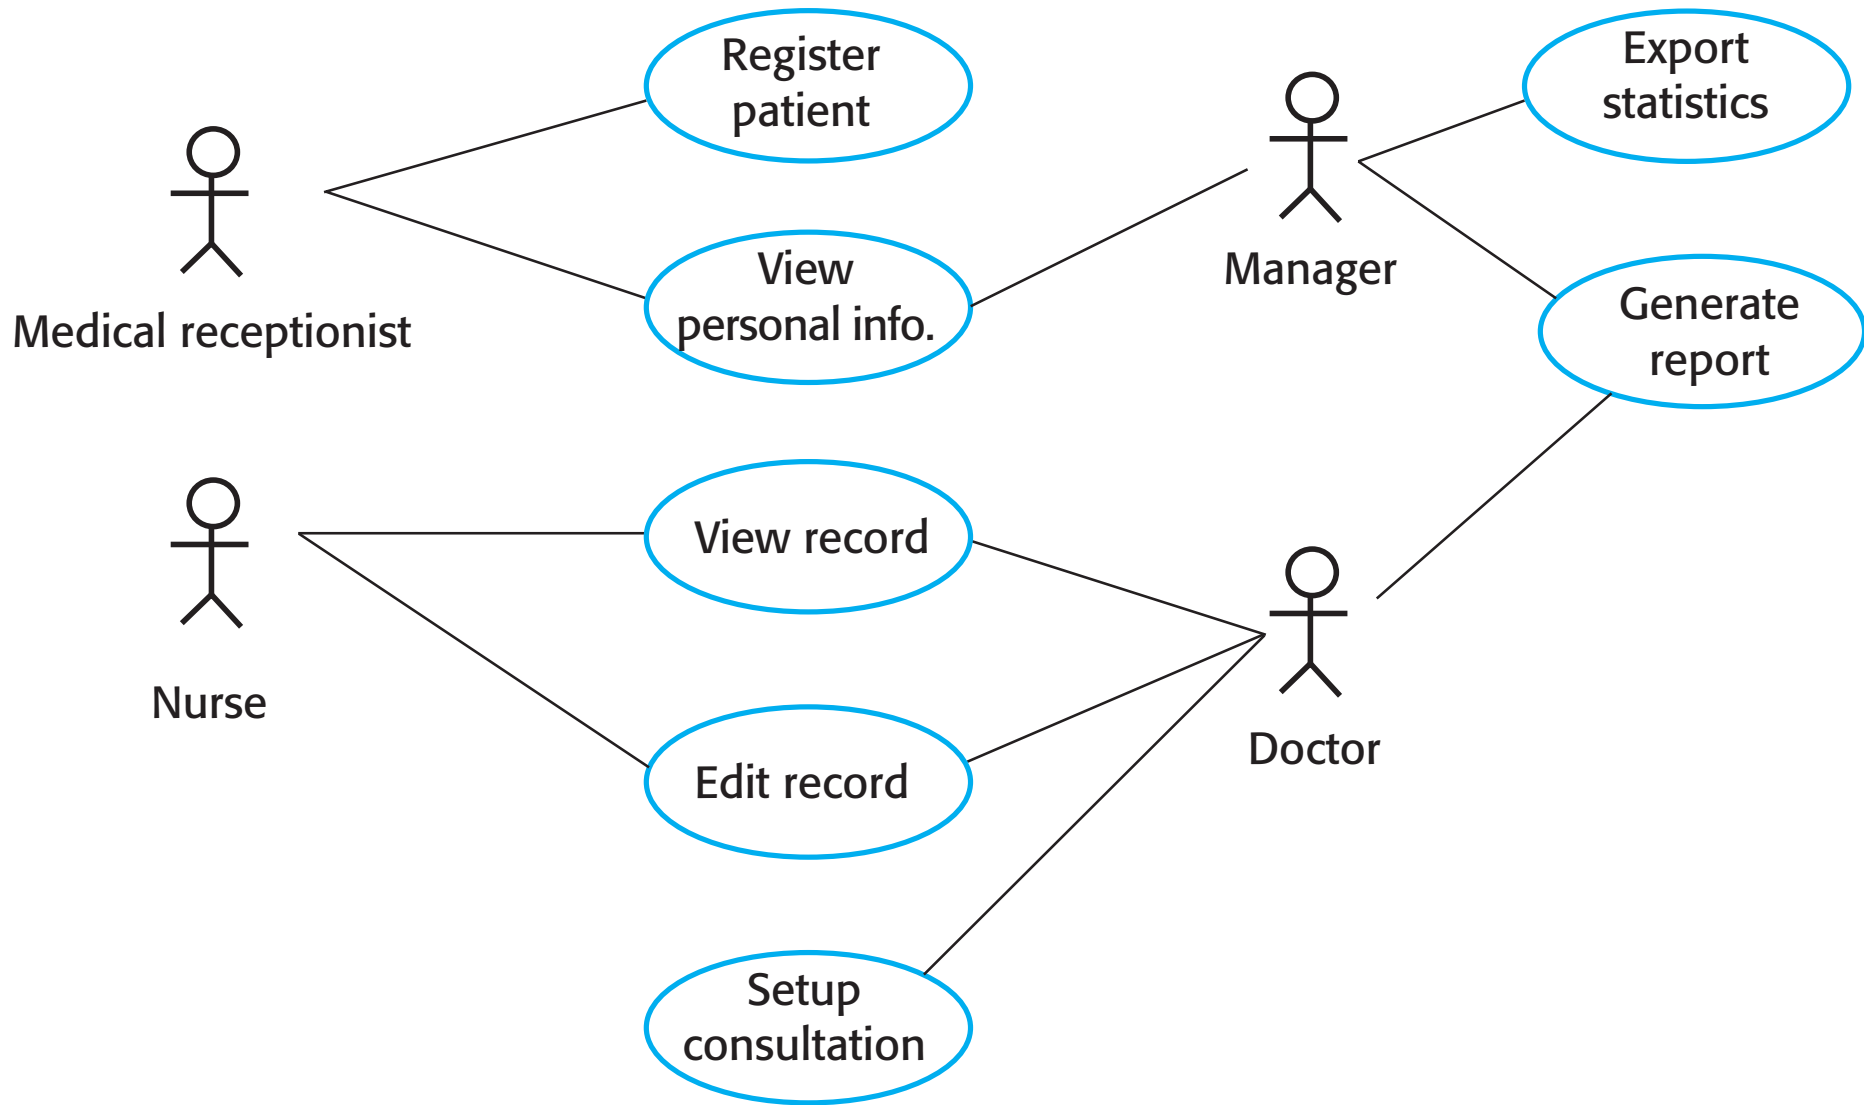 Register
patient
Export
statistics
Medical receptionist
View
personal info.
Manager
Generate
report
Nurse
View record
Edit record
Doctor
Setup
consultation